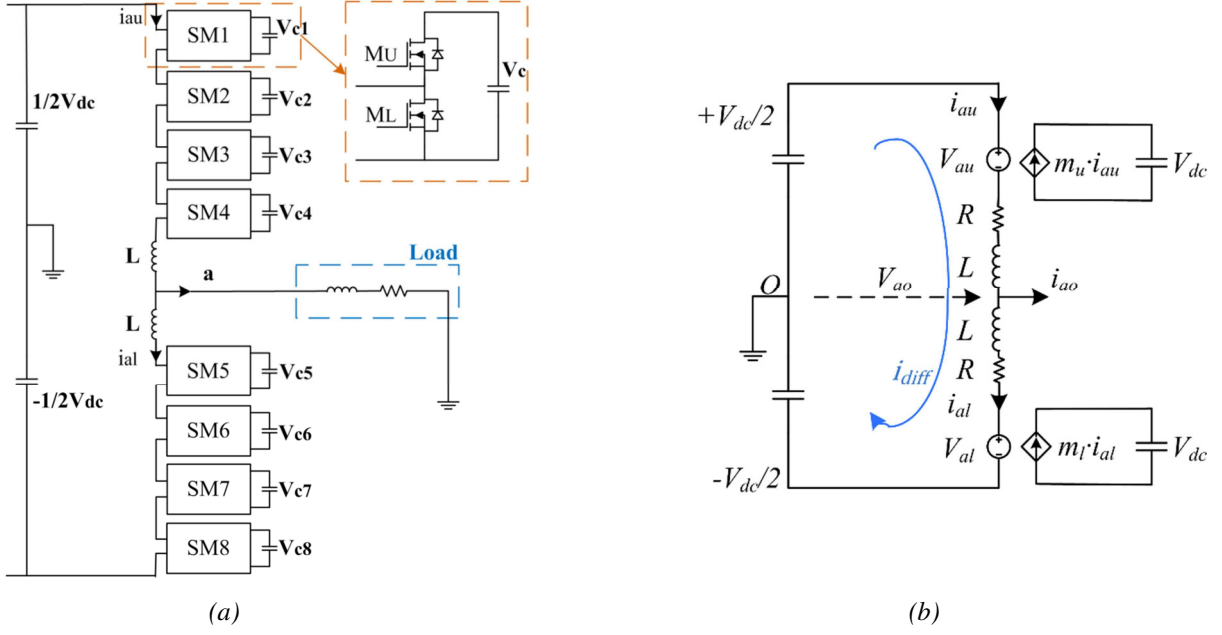 iau
SM1
Vc1
SM2
Vc2
SM3
Vc3
SM4
Vc4
1/2Vdc
MU
ML
Vc
L
a
Load
L
ial
-1/2Vdc
SM5
Vc5
SM6
Vc6
SM7
Vc7
SM8
Vc8
(a)
+Vdc/2
iau
Vau
mu·iau
Vdc
R
L
O
Vao
iao
L
R
idiff
ial
Val
ml·ial
Vdc
-Vdc/2
(b)